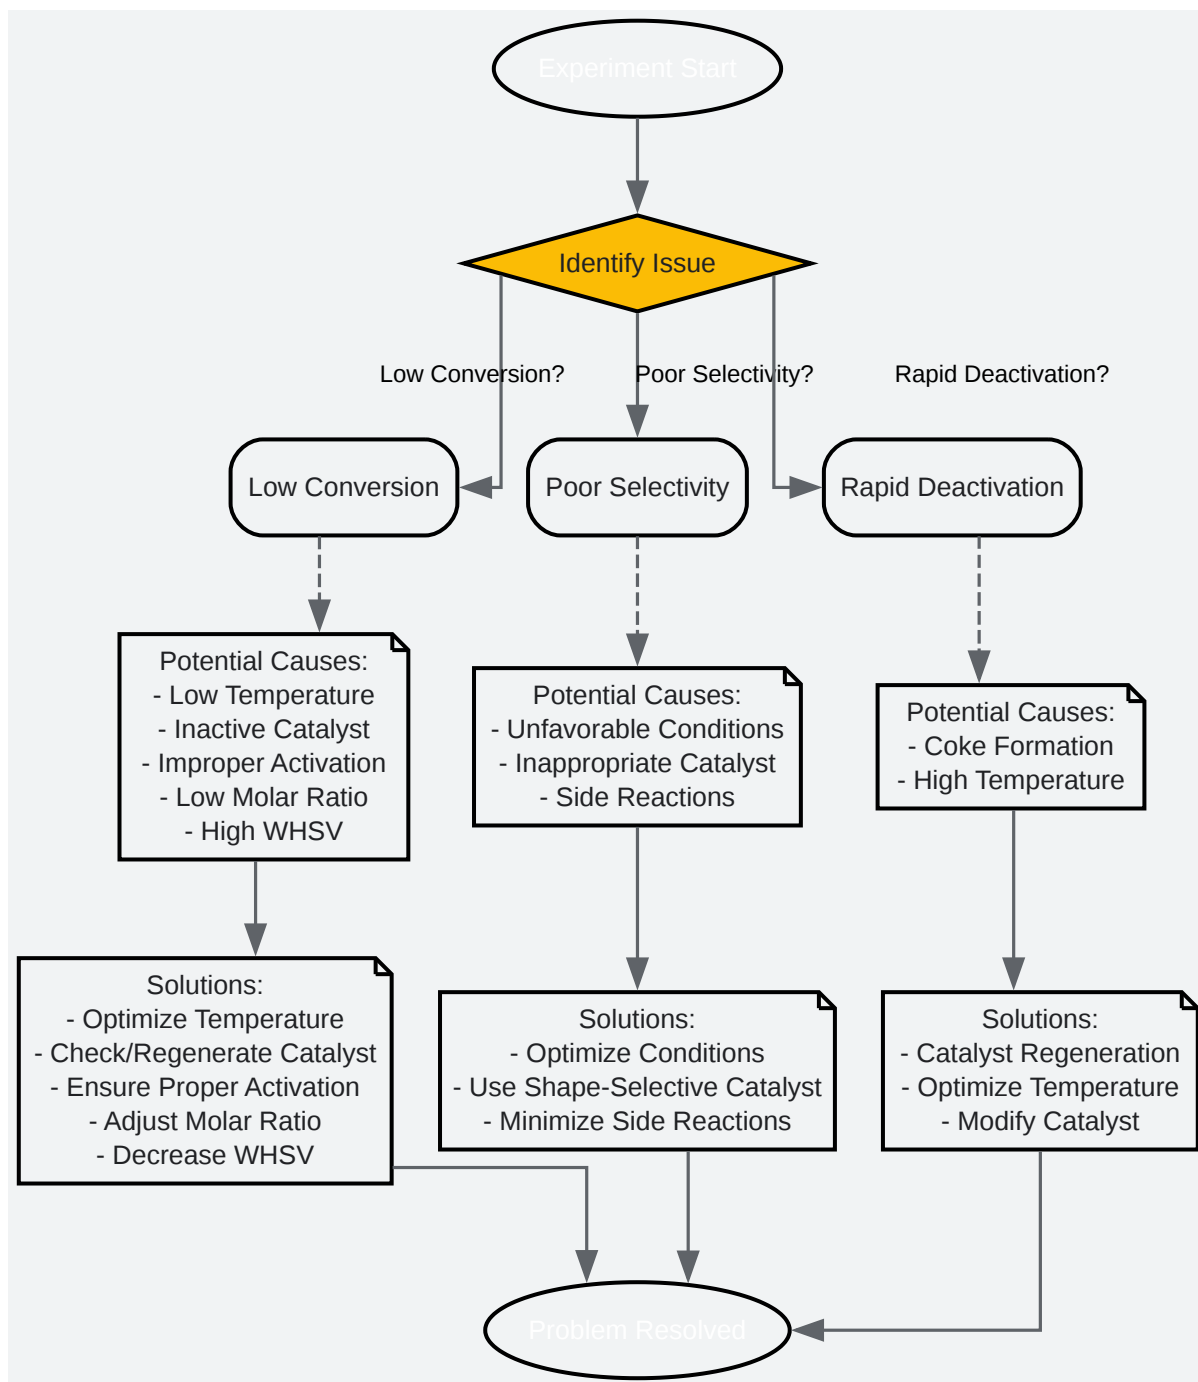 Experiment Start
Identify Issue
Low Conversion?
Poor Selectivity?
Rapid Deactivation?
Low Conversion
Poor Selectivity
Rapid Deactivation
Potential Causes:
- Low Temperature
- Inactive Catalyst
- Improper Activation
- Low Molar Ratio
- High WHSV
Potential Causes:
- Unfavorable Conditions
- Inappropriate Catalyst
- Side Reactions
Potential Causes:
- Coke Formation
- High Temperature
Solutions:
- Optimize Temperature
- Check/Regenerate Catalyst
- Ensure Proper Activation
- Adjust Molar Ratio
- Decrease WHSV
Solutions:
- Optimize Conditions
- Use Shape-Selective Catalyst
- Minimize Side Reactions
Solutions:
- Catalyst Regeneration
- Optimize Temperature
- Modify Catalyst
Problem Resolved